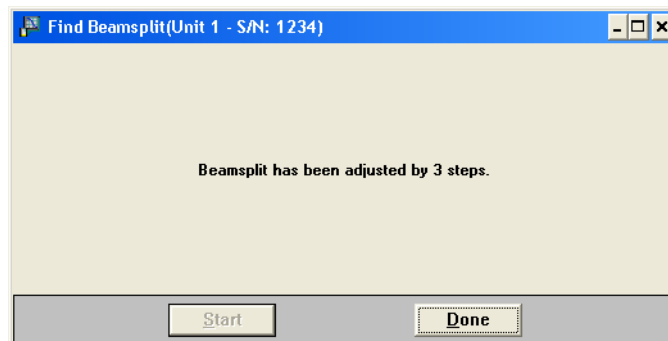 Find Beamsplit(Unit 1 - S/N: 1234)
Beamsplit has been adjusted by 3 steps.
Start
Done